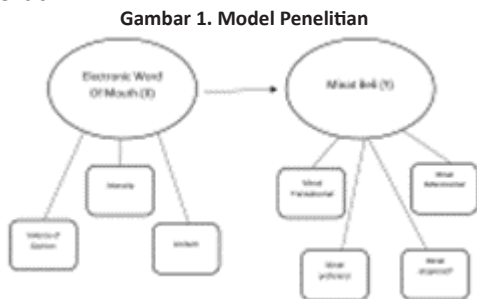 Gambar 1. Model Penelitian
Electronic Word
Of Mouth (X)
Minat Beli (Y)
Intensity
Valence of
Opinion
Content
Minat
Transaksional
Minat
Referensial
Minat
preferensi
Minat
eksploratif